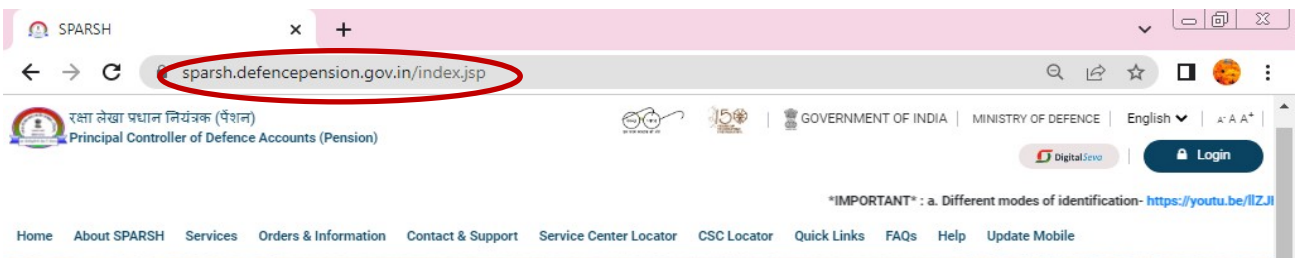 SPARSH
sparsh.defencepension.gov.in/index.jsp
रक्षा लेखा प्रधान नियंत्रक (पेंशन)
Principal Controller of Defence Accounts (Pension)
GOVERNMENT OF INDIA | MINISTRY OF DEFENCE | English | A- A A+ |
DigitalSeva | Login
*IMPORTANT* : a. Different modes of identification- https://youtu.be/llZJI
Home About SPARSH Services Orders & Information Contact & Support Service Center Locator CSC Locator Quick Links FAQs Help Update Mobile